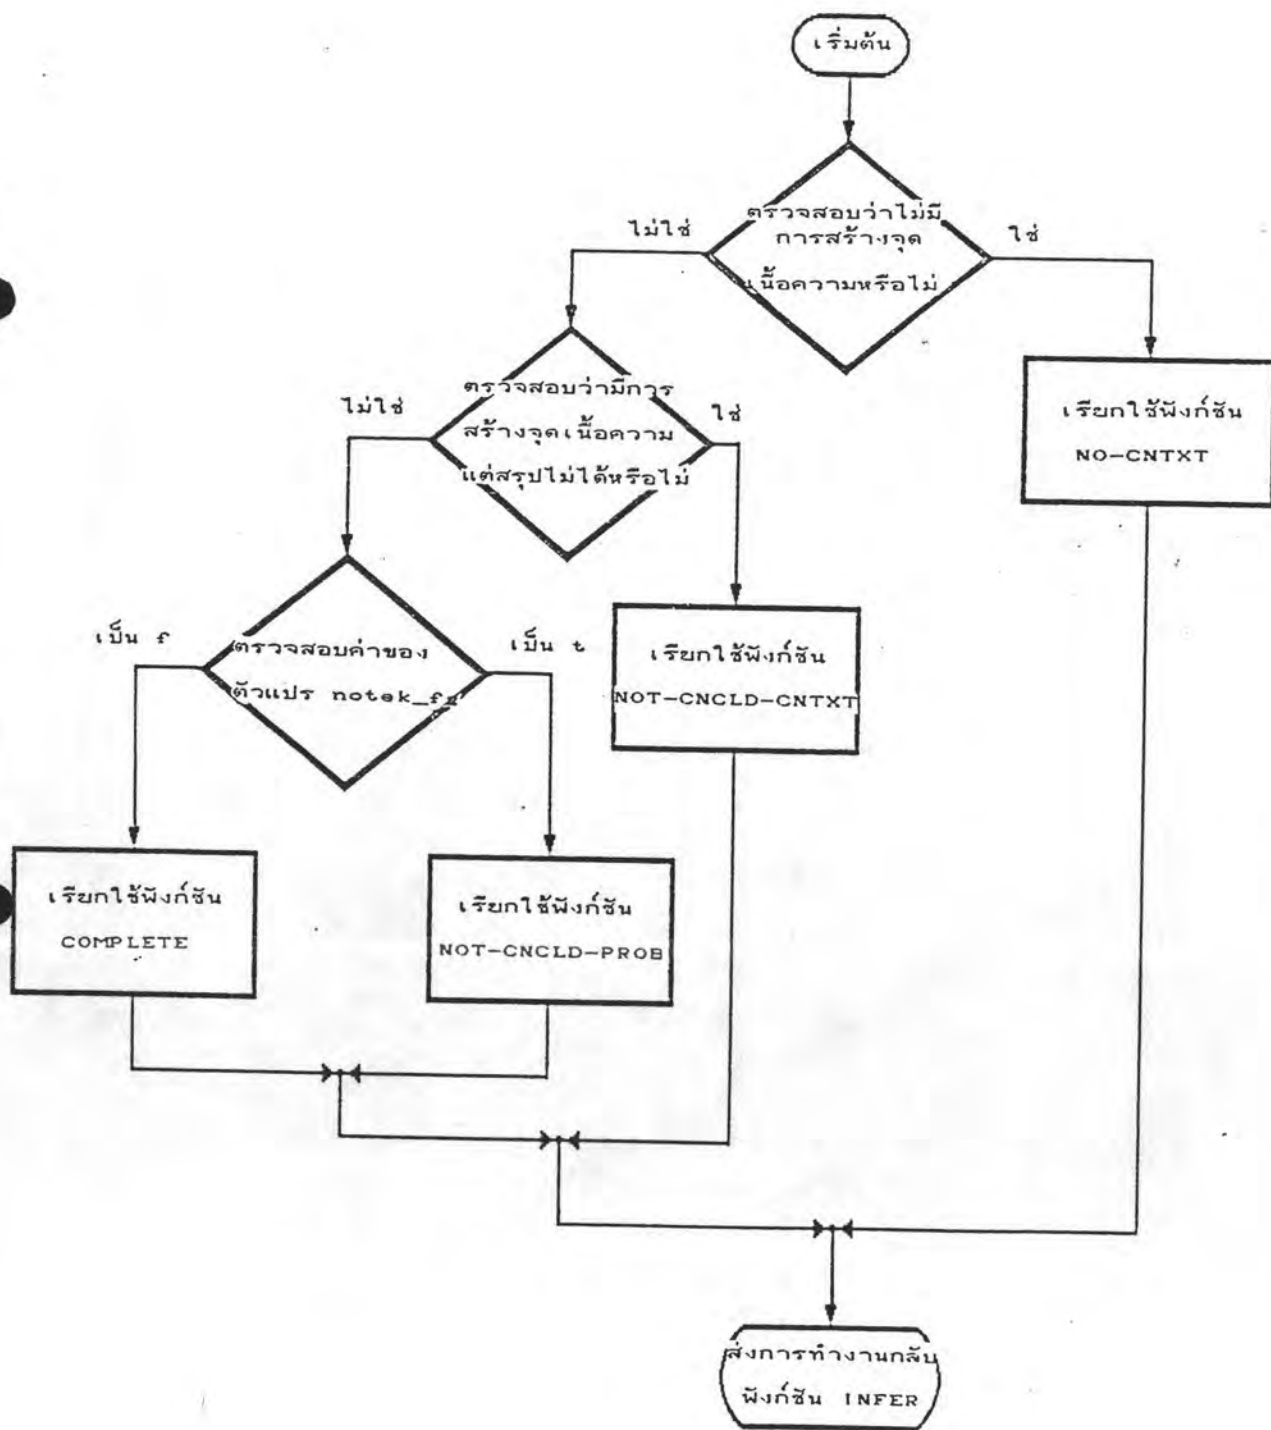 เริ่มต้น
ตรวจสอบว่าไม่มี
การสร้างจุด
เนื้อความหรือไม่
ไม่ใช่
ใช่
เรียกใช้ฟังก์ชัน
NO-CNTXT
ตรวจสอบว่ามีการ
สร้างจุดเนื้อความ
แต่สรุปไม่ได้หรือไม่
ไม่ใช่
ใช่
เรียกใช้ฟังก์ชัน
NOT-CNCLD-CNTXT
ตรวจสอบค่าของ
ตัวแปร
เป็น f
เป็น t
เรียกใช้ฟังก์ชัน
COMPLETE
เรียกใช้ฟังก์ชัน
NOT-CNCLD-PROB
ส่งการทำงานกลับ
ฟังก์ชัน INFER